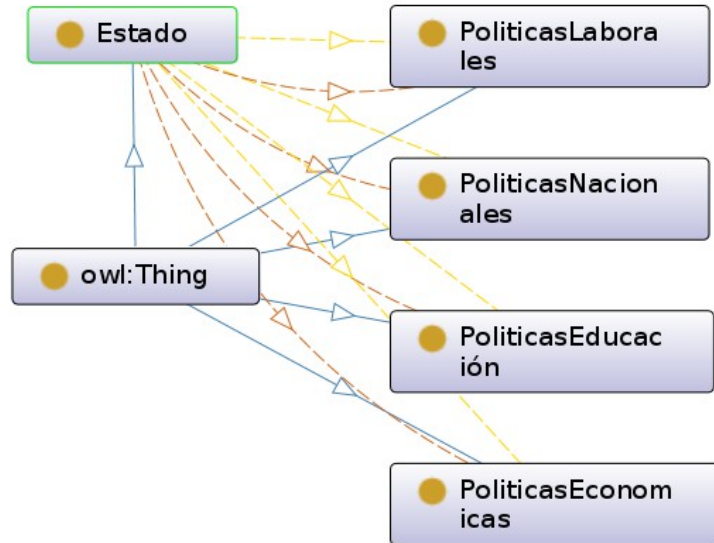 Estado
PoliticasLabora
les
PoliticasNacion
ales
owl:Thing
PoliticasEducac
ión
PoliticasEconom
icas